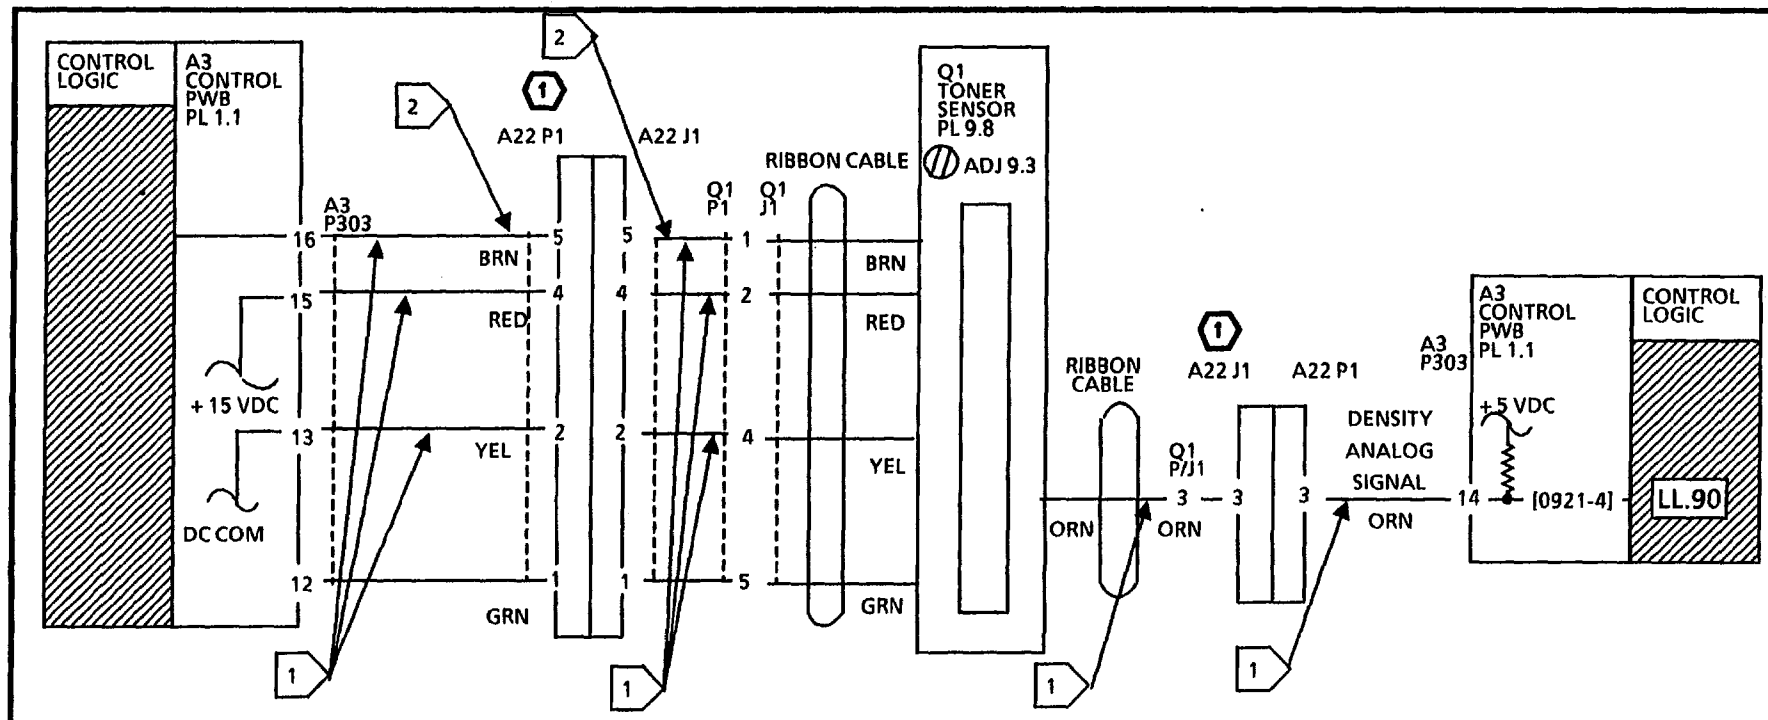 CONTROL
LOGIC
A3
CONTROL
PWB
PL 1.1
2
2
1
A22 P1
A22 J1
Q1
TONER
SENSOR
PL 9.8
ADJ 9.3
RIBBON CABLE
A3
P303
Q1
P1
Q1
J1
16
5
5
1
BRN
BRN
15
4
4
2
RED
RED
+ 15 VDC
13
2
2
4
YEL
YEL
DC COM
12
1
1
5
GRN
GRN
1
1
RIBBON
CABLE
1
A22 J1
A22 P1
A3
P303
A3
CONTROL
PWB
PL 1.1
CONTROL
LOGIC
+ 5 VDC
DENSITY
ANALOG
SIGNAL
Q1
P/J1
3
3
3
14
[0921-4]
LL.90
ORN
ORN
ORN
1
1